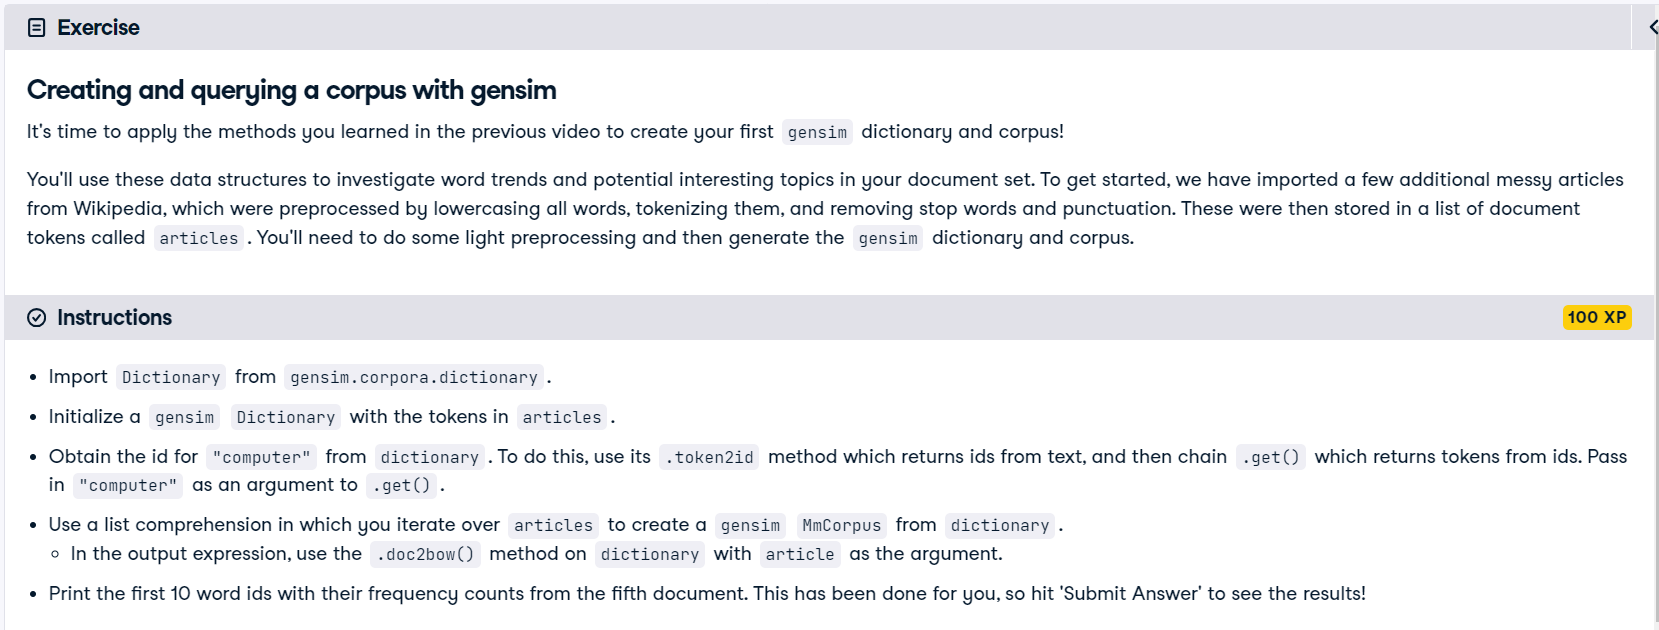 Exercise
Creating and querying a corpus with gensim
It's time to apply the methods you learned in the previous video to create your first gensim dictionary and corpus!
You'll use these data structures to investigate word trends and potential interesting topics in your document set. To get started, we have imported a few additional messy articles
from Wikipedia, which were preprocessed by lowercasing all words, tokenizing them, and removing stop words and punctuation. These were then stored in a list of document
tokens called articles. You'll need to do some light preprocessing and then generate the gensim dictionary and corpus.
Instructions
100 XP
• Import Dictionary from gensim.corpora.dictionary.
• Initialize a gensim Dictionary with the tokens in articles.
• Obtain the id for "computer" from dictionary. To do this, use its .token2id method which returns ids from text, and then chain .get() which returns tokens from ids. Pass
in "computer" as an argument to .get().
• Use a list comprehension in which you iterate over articles to create a gensim MmCorpus from dictionary.
◦ In the output expression, use the .doc2bow() method on dictionary with article as the argument.
• Print the first 10 word ids with their frequency counts from the fifth document. This has been done for you, so hit 'Submit Answer' to see the results!